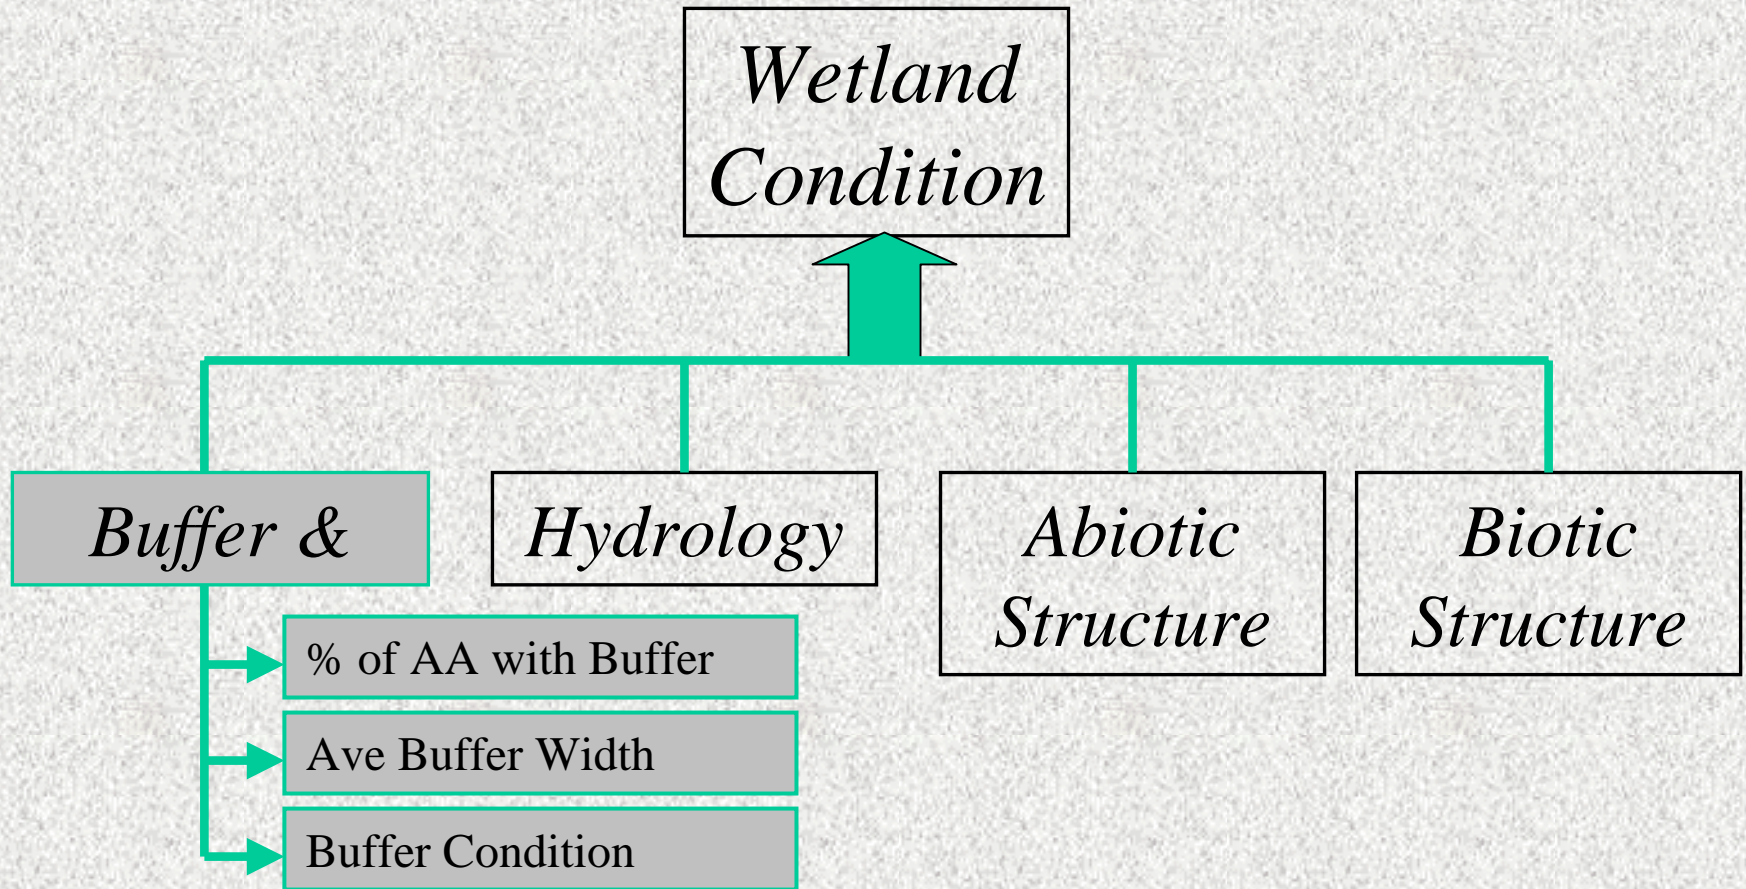 Wetland
Condition
Buffer &
Hydrology
Abiotic
Structure
Biotic
Structure
% of AA with Buffer
Ave Buffer Width
Buffer Condition